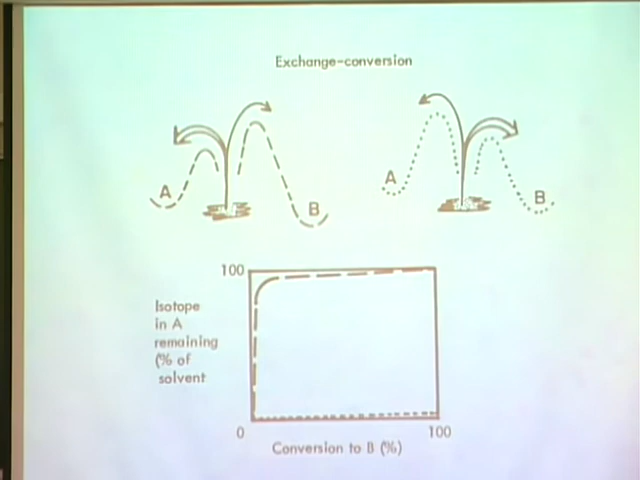 Exchange-conversion
A
B
A
B
100
Isotope
in A
remaining
(% of
solvent
0
100
Conversion to B (%)